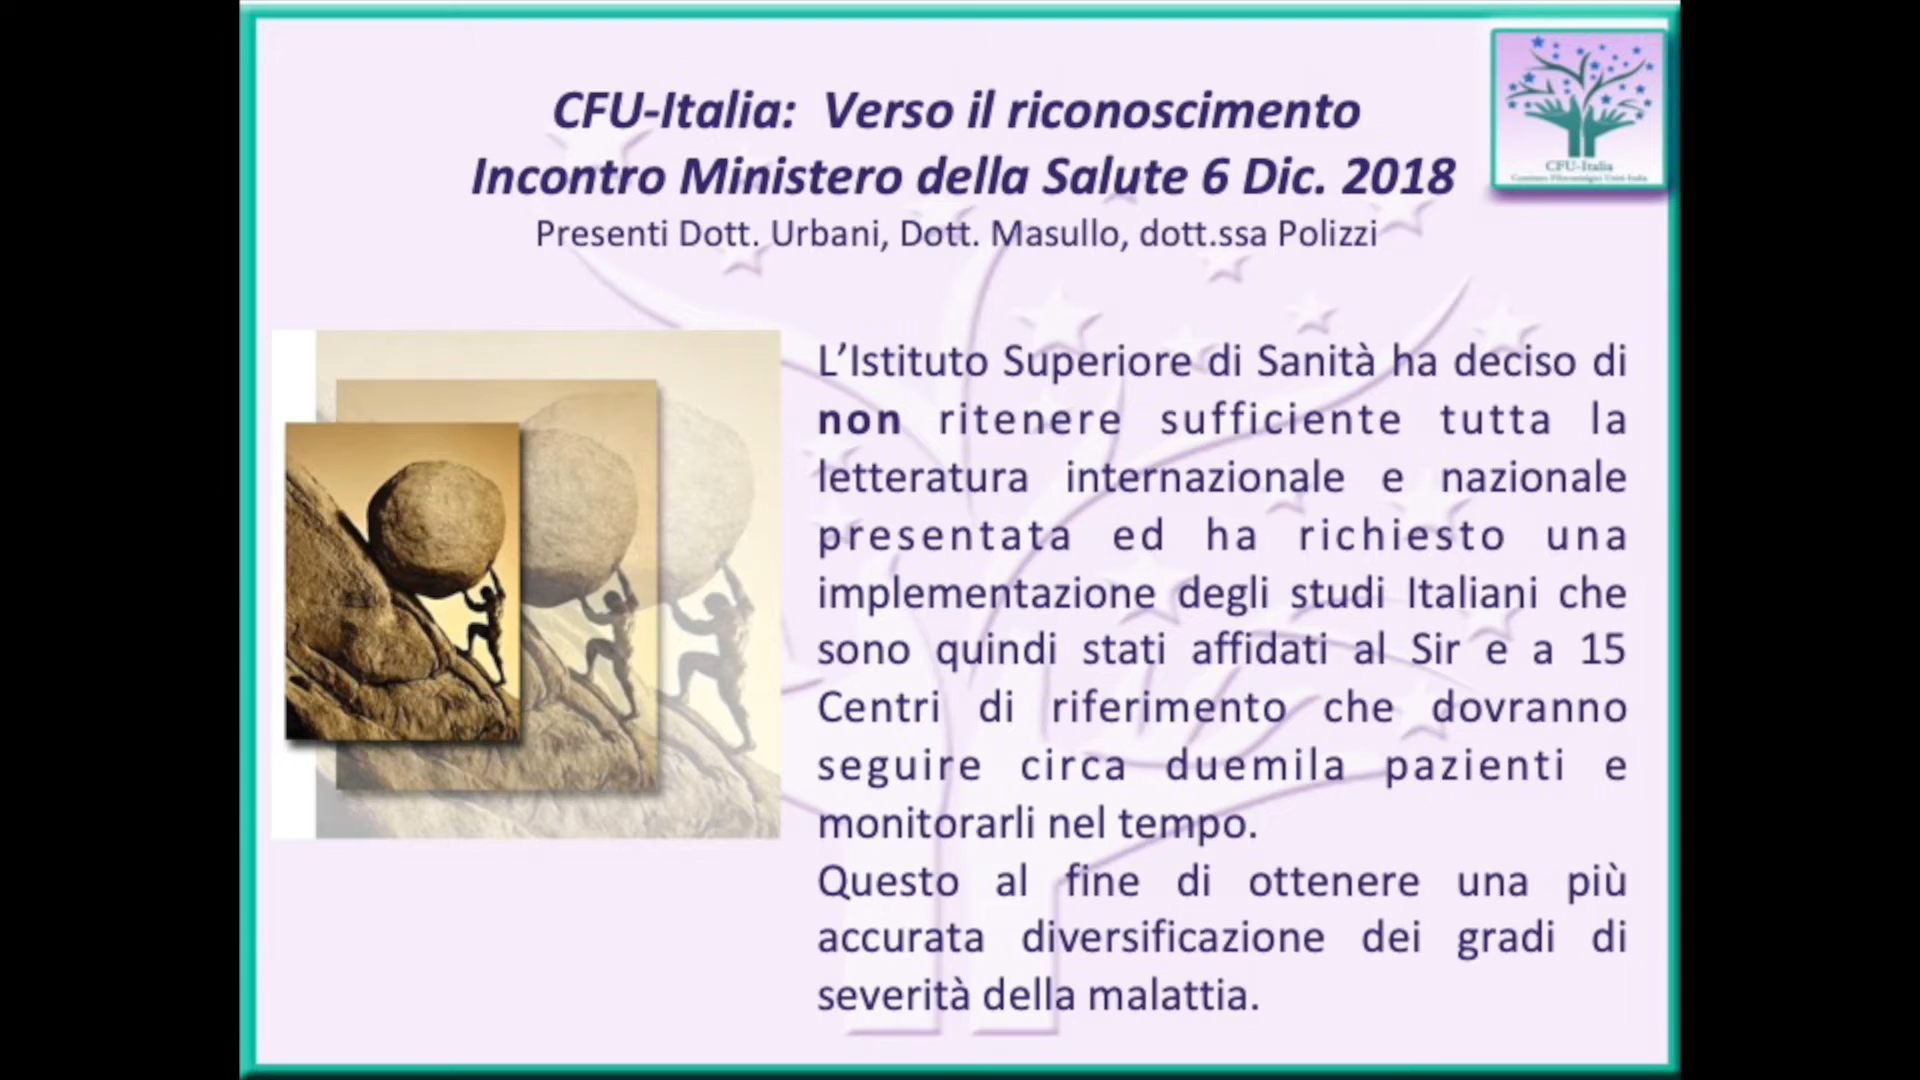 CFU-Italia: Verso il riconoscimento
Incontro Ministero della Salute 6 Dic. 2018
Presenti Dott. Urbani, Dott. Masullo, dott.ssa Polizzi
CFU-Italia
Comitato Fibromialgici Uniti Italia
L’Istituto Superiore di Sanità ha deciso di
non ritenere sufficiente tutta la
letteratura internazionale e nazionale
presentata ed ha richiesto una
implementazione degli studi Italiani che
sono quindi stati affidati al Sir e a 15
Centri di riferimento che dovranno
seguire circa duemila pazienti e
monitorarli nel tempo.
Questo al fine di ottenere una più
accurata diversificazione dei gradi di
severità della malattia.